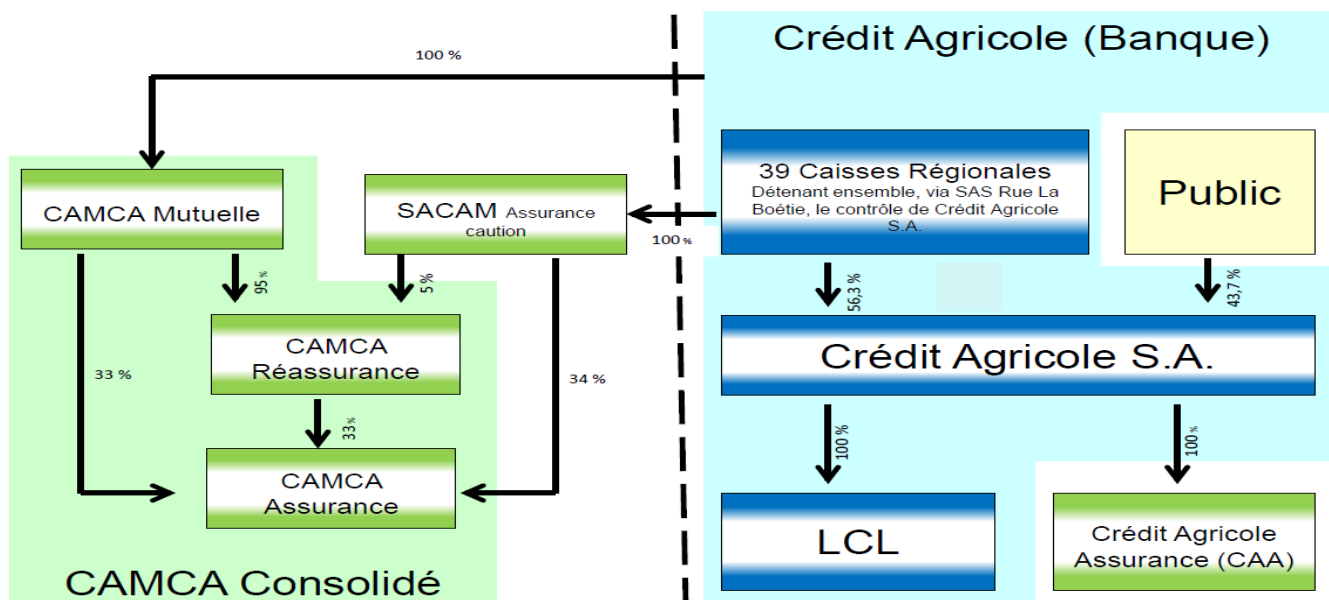 Crédit Agricole (Banque)
100 %
39 Caisses Régionales
Détenant ensemble, via SAS Rue La
Boétie, le contrôle de Crédit Agricole
S.A.
Public
CAMCA Mutuelle
SACAM Assurance
caution
100 %
95 %
5 %
56,3 %
43,7 %
CAMCA
Réassurance
Crédit Agricole S.A.
33 %
34 %
33 %
100 %
100 %
CAMCA
Assurance
LCL
Crédit Agricole
Assurance (CAA)
CAMCA Consolidé